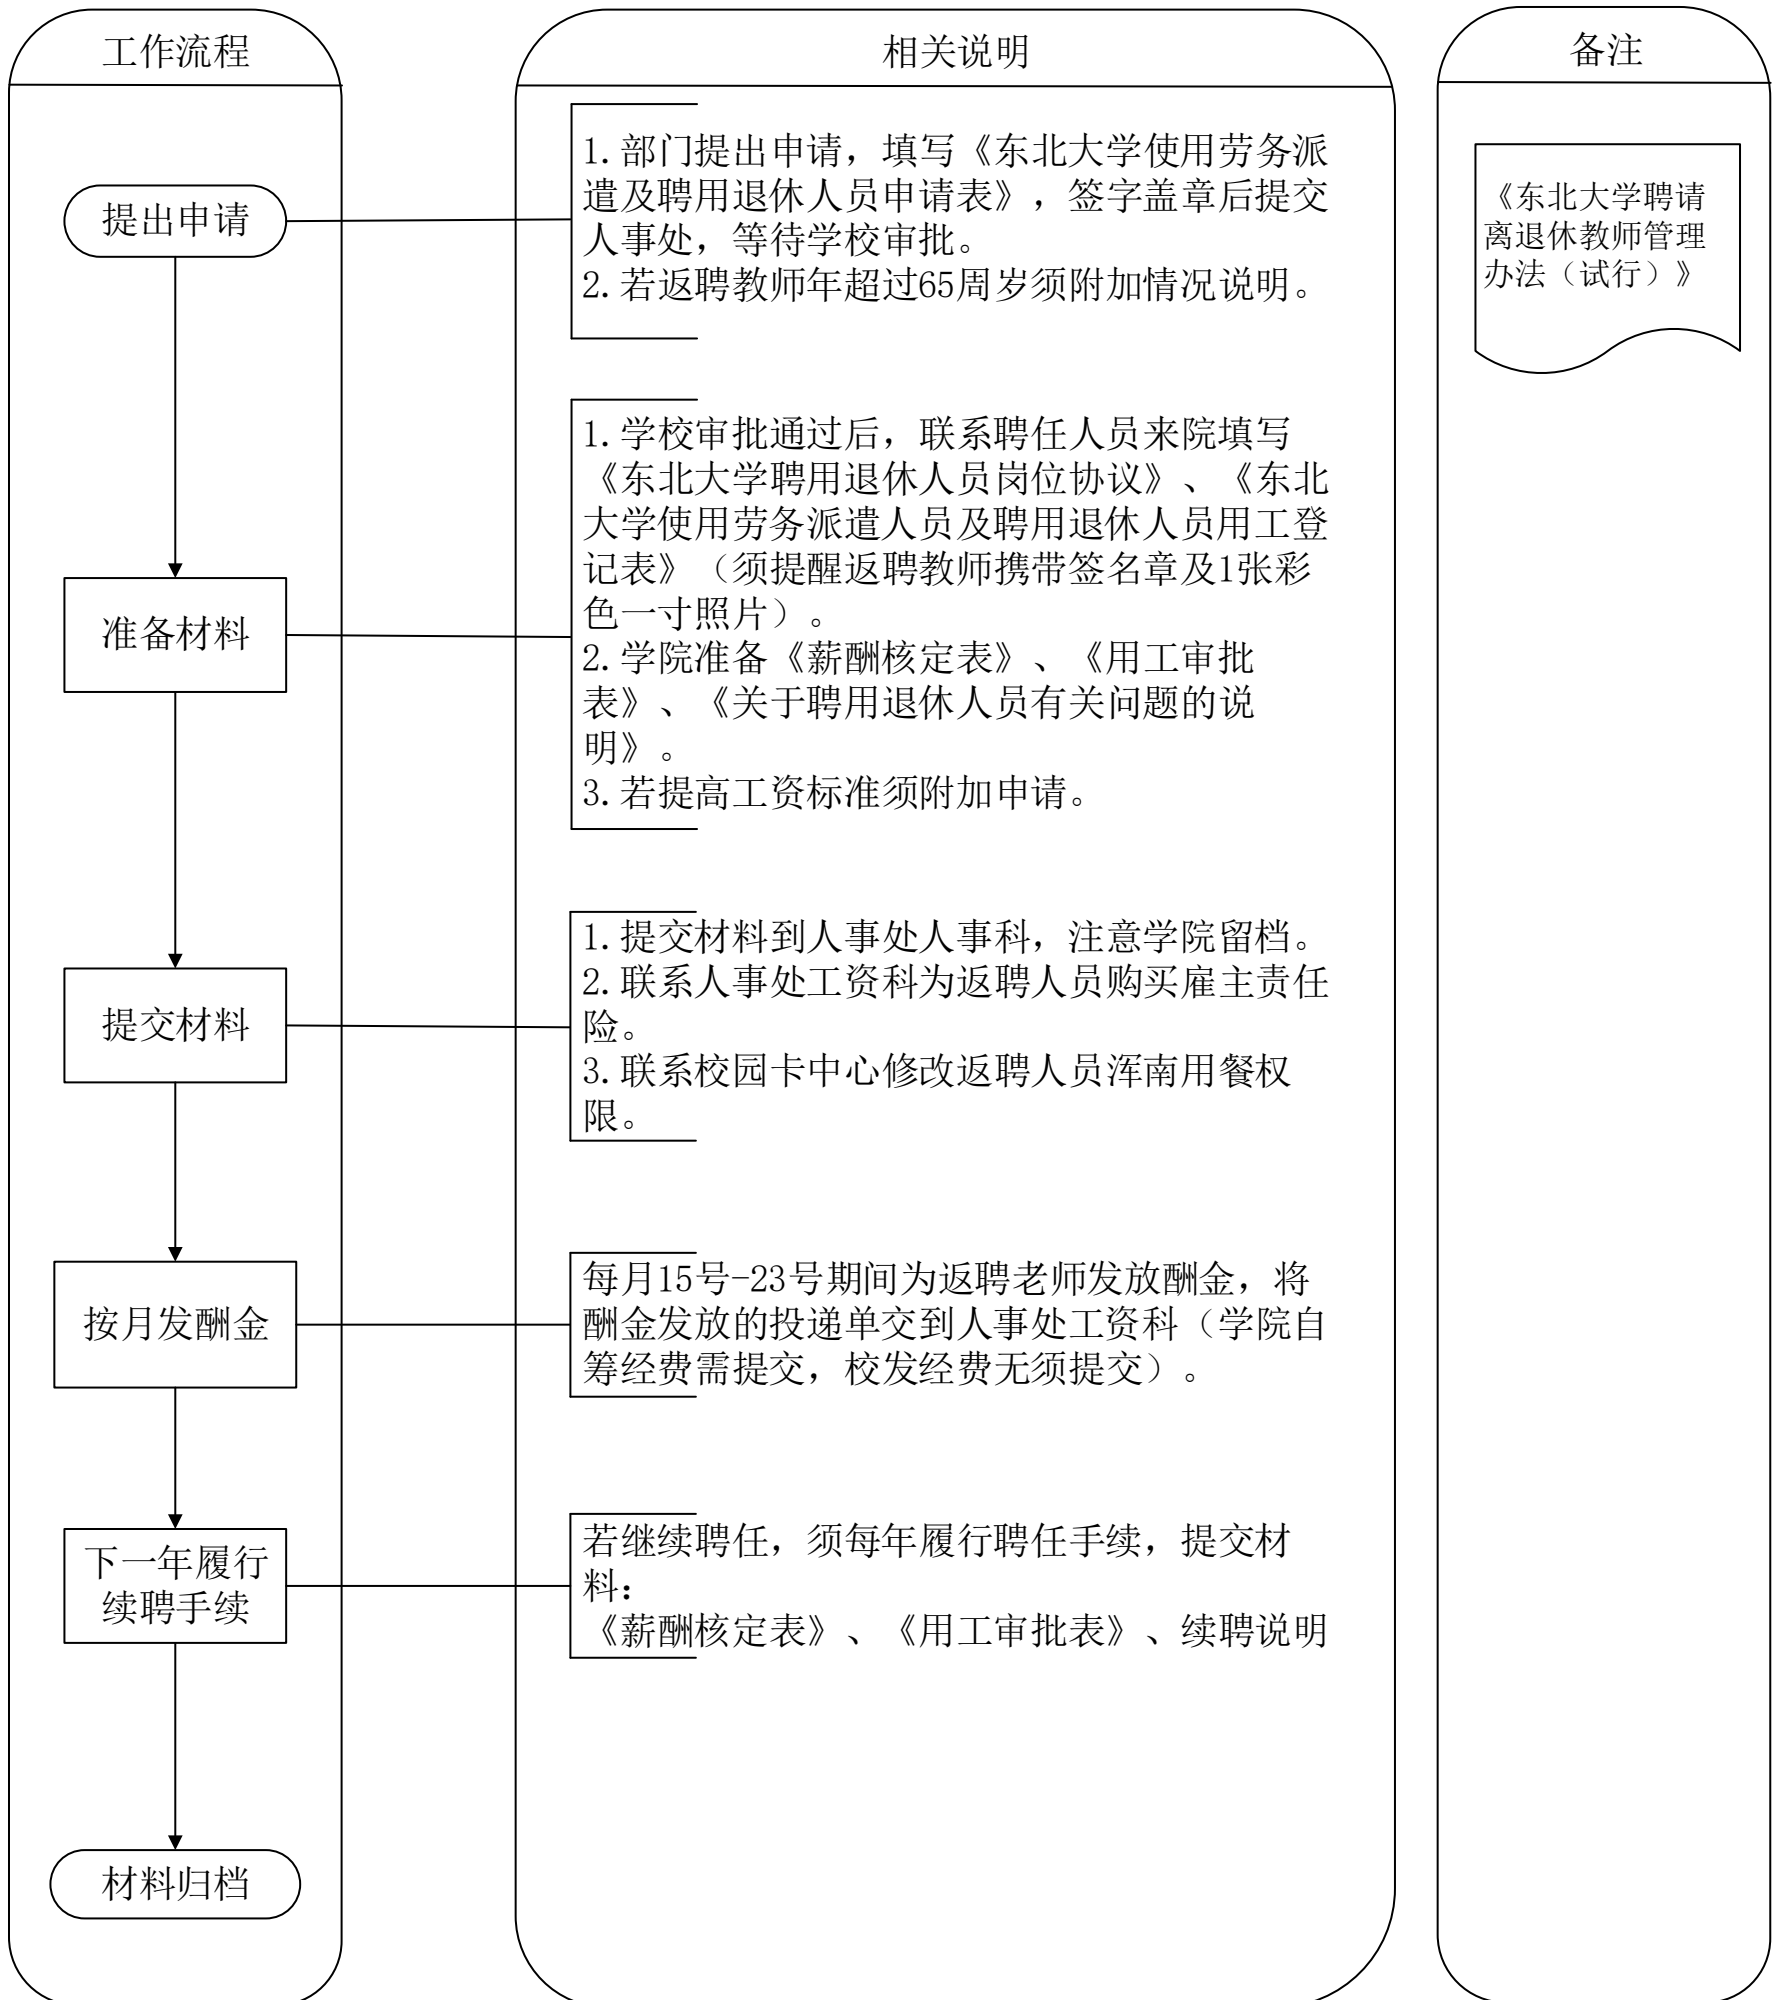 工作流程
相关说明
备注
提出申请
1.部门提出申请，填写《东北大学使用劳务派
遣及聘用退休人员申请表》，签字盖章后提交
人事处，等待学校审批。
2.若返聘教师年超过65周岁须附加情况说明。
《东北大学聘请
离退休教师管理
办法（试行）》
准备材料
1.学校审批通过后，联系聘任人员来院填写
《东北大学聘用退休人员岗位协议》、《东北
大学使用劳务派遣人员及聘用退休人员用工登
记表》（须提醒返聘教师携带签名章及1张彩
色一寸照片）。
2.学院准备《薪酬核定表》、《用工审批
表》、《关于聘用退休人员有关问题的说
明》。
3.若提高工资标准须附加申请。
提交材料
1.提交材料到人事处人事科，注意学院留档。
2.联系人事处工资科为返聘人员购买雇主责任
险。
3.联系校园卡中心修改返聘人员浑南用餐权
限。
按月发酬金
每月15号-23号期间为返聘老师发放酬金，将
酬金发放的投递单交到人事处工资科（学院自
筹经费需提交，校发经费无须提交）。
下一年履行
续聘手续
若继续聘任，须每年履行聘任手续，提交材
料：
《薪酬核定表》、《用工审批表》、续聘说明
材料归档